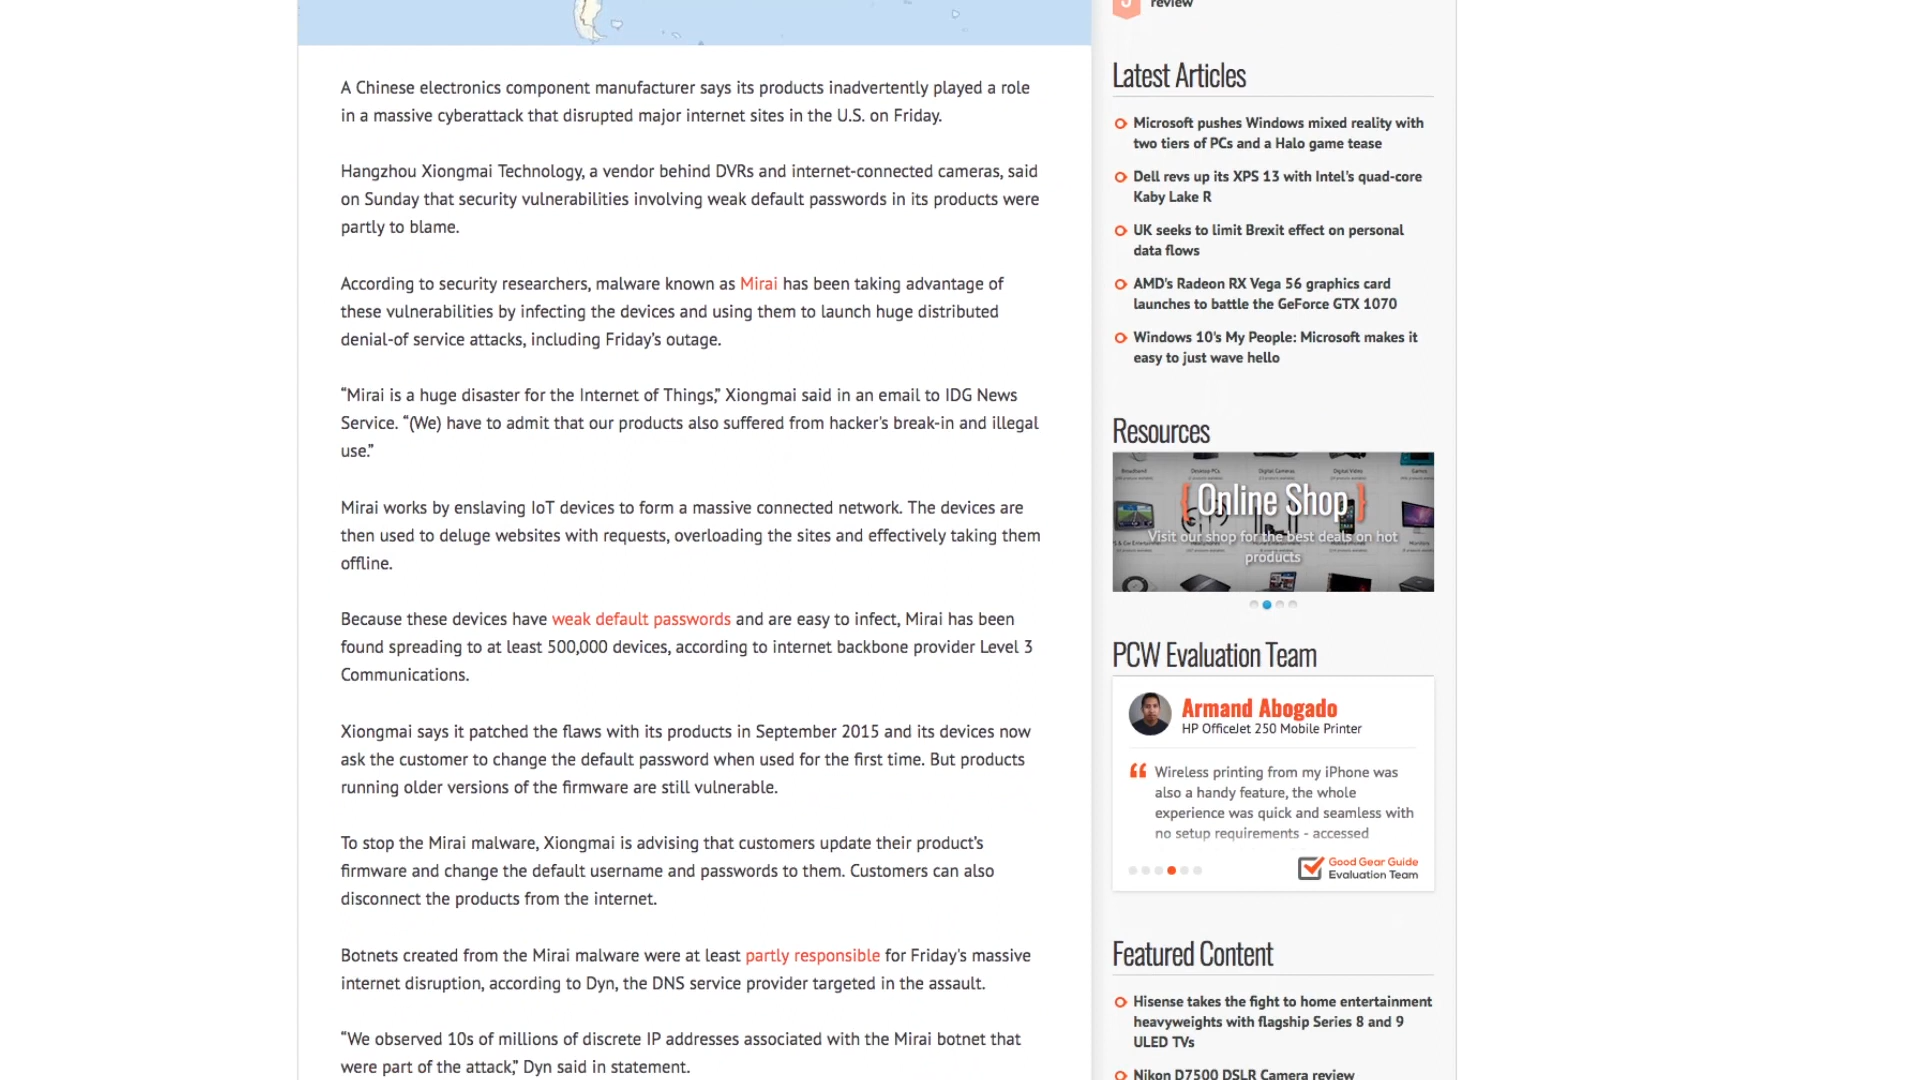 A Chinese electronics component manufacturer says its products inadvertently played a role
in a massive cyberattack that disrupted major internet sites in the U.S. on Friday.
Hangzhou Xiongmai Technology, a vendor behind DVRs and internet-connected cameras, said
on Sunday that security vulnerabilities involving weak default passwords in its products were
partly to blame.
According to security researchers, malware known as Mirai has been taking advantage of
these vulnerabilities by infecting the devices and using them to launch huge distributed
denial-of service attacks, including Friday’s outage.
“Mirai is a huge disaster for the Internet of Things,” Xiongmai said in an email to IDG News
Service. “(We) have to admit that our products also suffered from hacker's break-in and illegal
use.”
Mirai works by enslaving IoT devices to form a massive connected network. The devices are
then used to deluge websites with requests, overloading the sites and effectively taking them
offline.
Because these devices have weak default passwords and are easy to infect, Mirai has been
found spreading to at least 500,000 devices, according to internet backbone provider Level 3
Communications.
Xiongmai says it patched the flaws with its products in September 2015 and its devices now
ask the customer to change the default password when used for the first time. But products
running older versions of the firmware are still vulnerable.
To stop the Mirai malware, Xiongmai is advising that customers update their product’s
firmware and change the default username and passwords to them. Customers can also
disconnect the products from the internet.
Botnets created from the Mirai malware were at least partly responsible for Friday's massive
internet disruption, according to Dyn, the DNS service provider targeted in the assault.
“We observed 10s of millions of discrete IP addresses associated with the Mirai botnet that
were part of the attack,” Dyn said in statement.
review
Latest Articles
Microsoft pushes Windows mixed reality with
two tiers of PCs and a Halo game tease
Dell revs up its XPS 13 with Intel's quad-core
Kaby Lake R
UK seeks to limit Brexit effect on personal
data flows
AMD's Radeon RX Vega 56 graphics card
launches to battle the GeForce GTX 1070
Windows 10's My People: Microsoft makes it
easy to just wave hello
Resources
Broadband Desktop PCs Digital Cameras Digital Video Games
{ Online Shop }
Visit our shop for the best deals on hot
products
PCW Evaluation Team
Armand Abogado
HP OfficeJet 250 Mobile Printer
“ Wireless printing from my iPhone was
also a handy feature, the whole
experience was quick and seamless with
no setup requirements - accessed
Good Gear Guide
Evaluation Team
Featured Content
Hisense takes the fight to home entertainment
heavyweights with flagship Series 8 and 9
ULED TVs
Nikon D7500 DSLR Camera review